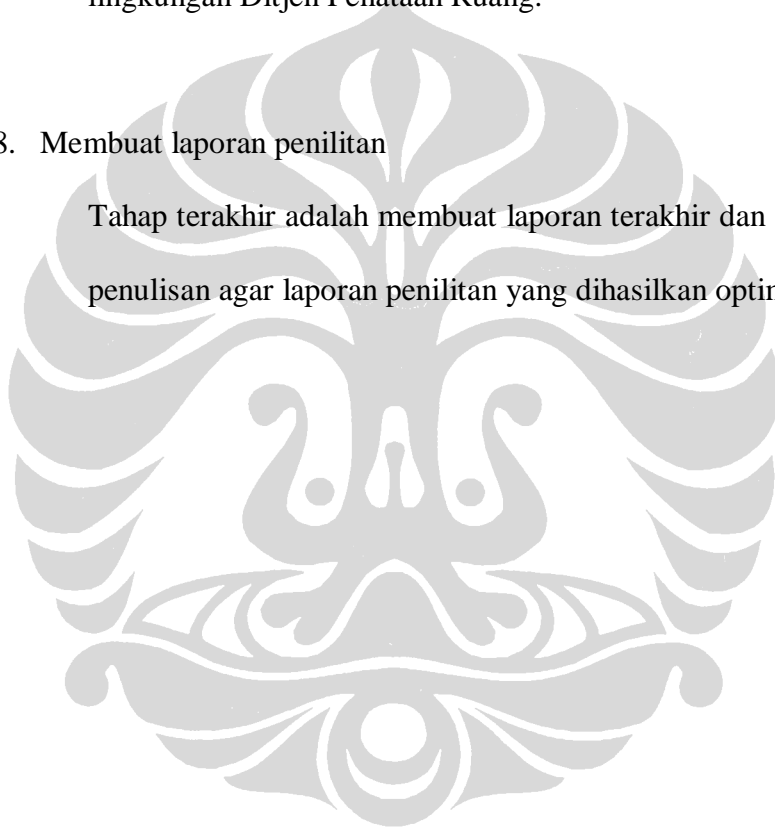 lingkungan Ditjen Penataan Ruang.
8. Membuat laporan penilitan
Tahap terakhir adalah membuat laporan terakhir dan
penulisan agar laporan penilitan yang dihasilkan